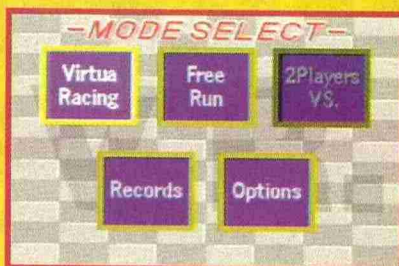 -MODE SELECT-
Virtua
Racing
Free
Run
2Players
VS.
Records
Options